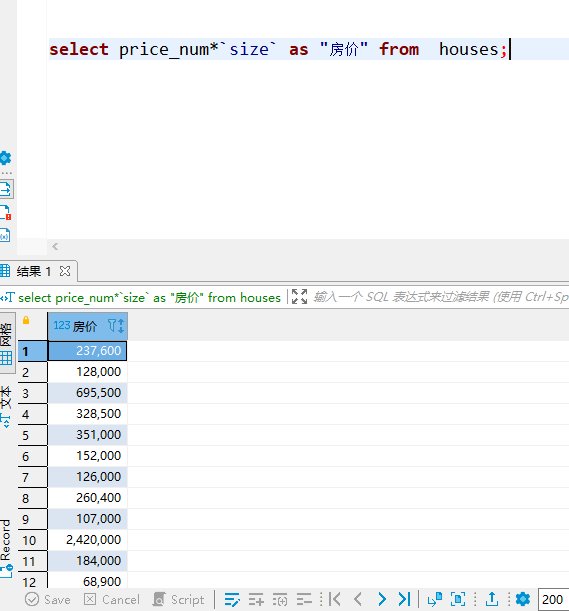 select price_num*`size` as "房价" from  houses;
结果 1
select price_num*`size` as "房价" from houses
输入一个 SQL 表达式来过滤结果 (使用 Ctrl+Sp
网格
文本
Record
123 房价
1 237,600
2 128,000
3 695,500
4 328,500
5 351,000
6 152,000
7 126,000
8 260,400
9 107,000
10 2,420,000
11 184,000
12 68,900
Save Cancel Script 200